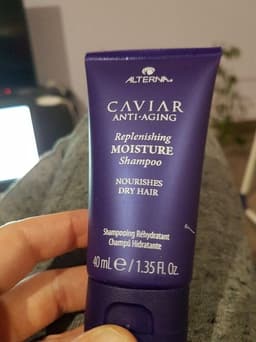 ALTERNA
CAVIAR
ANTI·AGING
Replenishing
MOISTURE
Shampoo
NOURISHES
DRY HAIR
Shampooing Réhydratant
Champú Hidratante
40 mL e / 1.35 Fl. Oz.